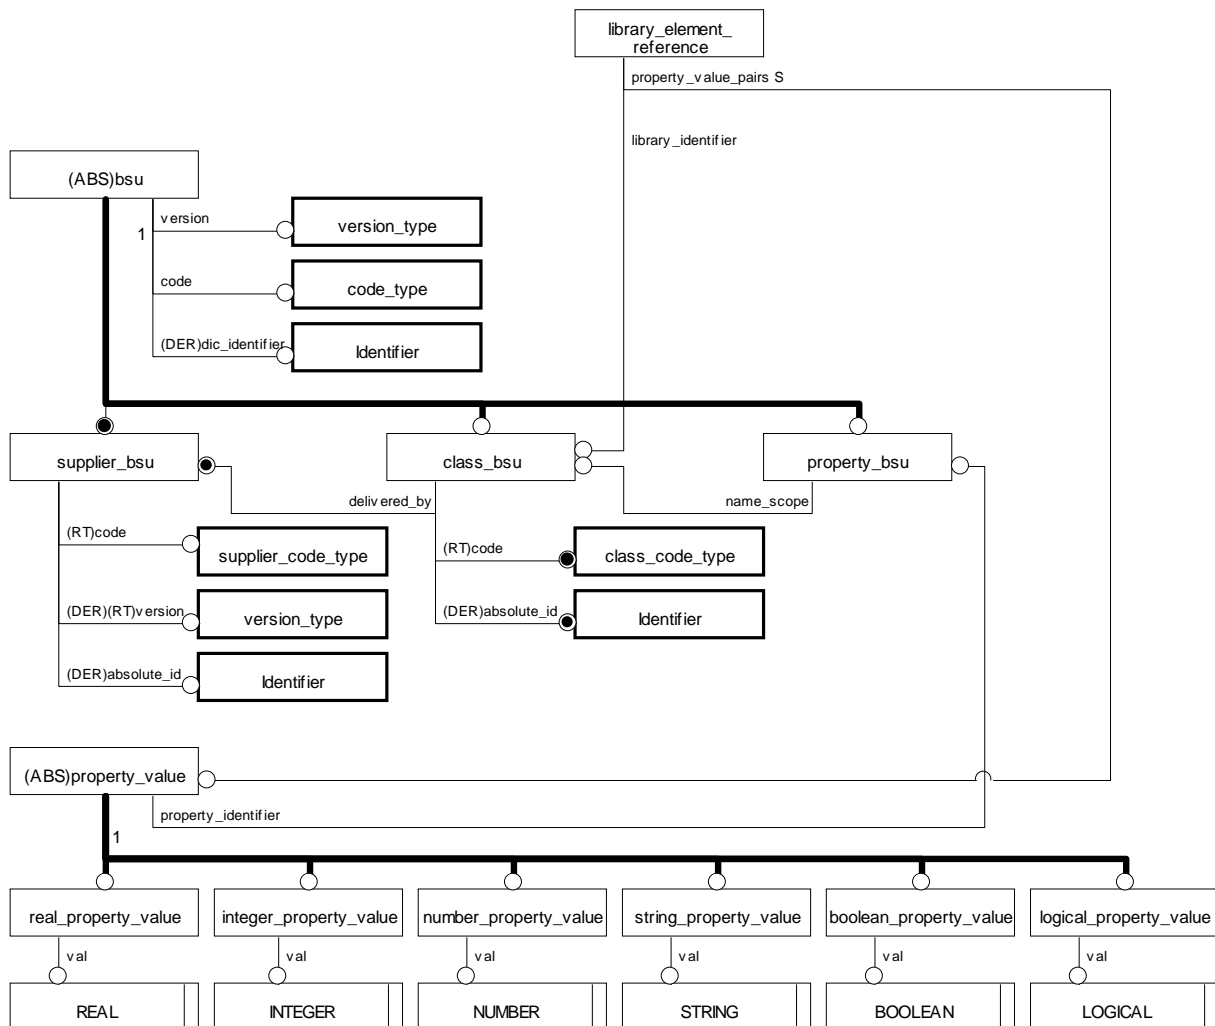 library_element_
reference
property_value_pairs S
library_identifier
(ABS)bsu
version
1
version_type
code
code_type
(DER)dic_identifier
Identifier
supplier_bsu
class_bsu
property_bsu
delivered_by
name_scope
(RT)code
supplier_code_type
(RT)code
class_code_type
(DER)(RT)version
version_type
(DER)absolute_id
Identifier
(DER)absolute_id
Identifier
(ABS)property_value
property_identifier
1
real_property_value
integer_property_value
number_property_value
string_property_value
boolean_property_value
logical_property_value
val
val
val
val
val
val
REAL
INTEGER
NUMBER
STRING
BOOLEAN
LOGICAL